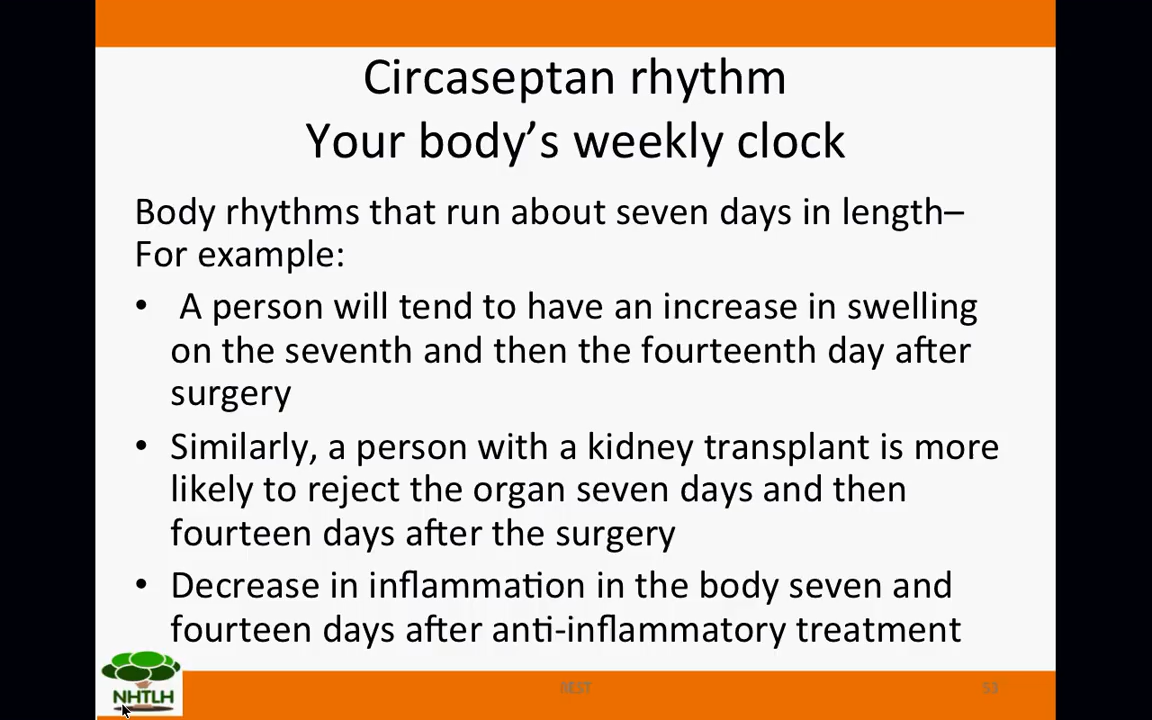 Circaseptan rhythm
Your body’s weekly clock
Body rhythms that run about seven days in length–
For example:
• A person will tend to have an increase in swelling
on the seventh and then the fourteenth day after
surgery
• Similarly, a person with a kidney transplant is more
likely to reject the organ seven days and then
fourteen days after the surgery
• Decrease in inflammation in the body seven and
fourteen days after anti-inflammatory treatment
NHTLH
REST
53